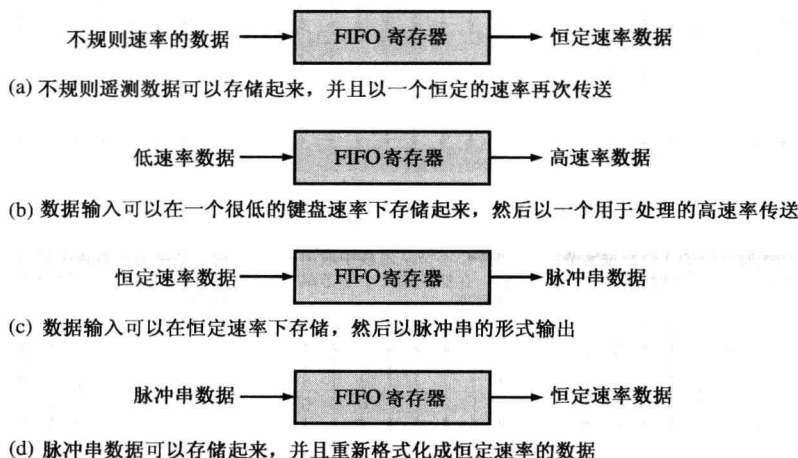 不规则速率的数据 FIFO 寄存器 恒定速率数据
(a) 不规则遥测数据可以存储起来，并且以一个恒定的速率再次传送
低速率数据 FIFO寄存器 高速率数据
(b) 数据输入可以在一个很低的键盘速率下存储起来，然后以一个用于处理的高速率传送
恒定速率数据 FIFO寄存器 脉冲串数据
(c) 数据输入可以在恒定速率下存储，然后以脉冲串的形式输出
脉冲串数据 FIFO 寄存器 恒定速率数据
(d) 脉冲串数据可以存储起来，并且重新格式化成恒定速率的数据